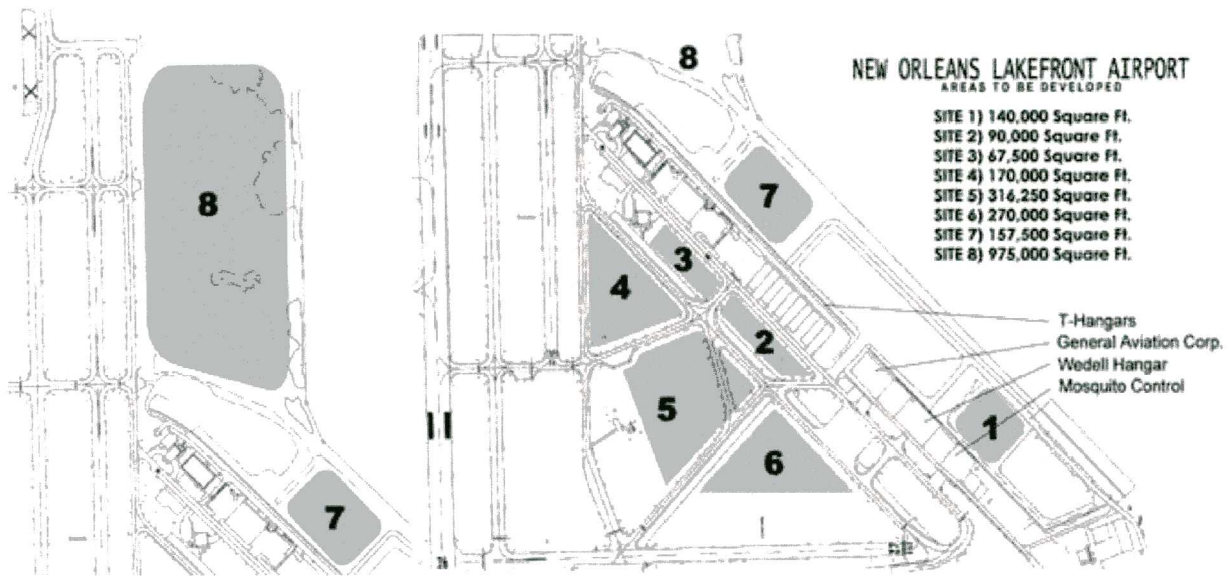 8
7
8
7
3
4
2
5
1
6
NEW ORLEANS LAKEFRONT AIRPORT
AREAS TO BE DEVELOPED
SITE 1) 140,000 Square Ft.
SITE 2) 90,000 Square Ft.
SITE 3) 67,500 Square Ft.
SITE 4) 170,000 Square Ft.
SITE 5) 316,250 Square Ft.
SITE 6) 270,000 Square Ft.
SITE 7) 157,500 Square Ft.
SITE 8) 975,000 Square Ft.
T-Hangars
General Aviation Corp.
Wedell Hangar
Mosquito Control